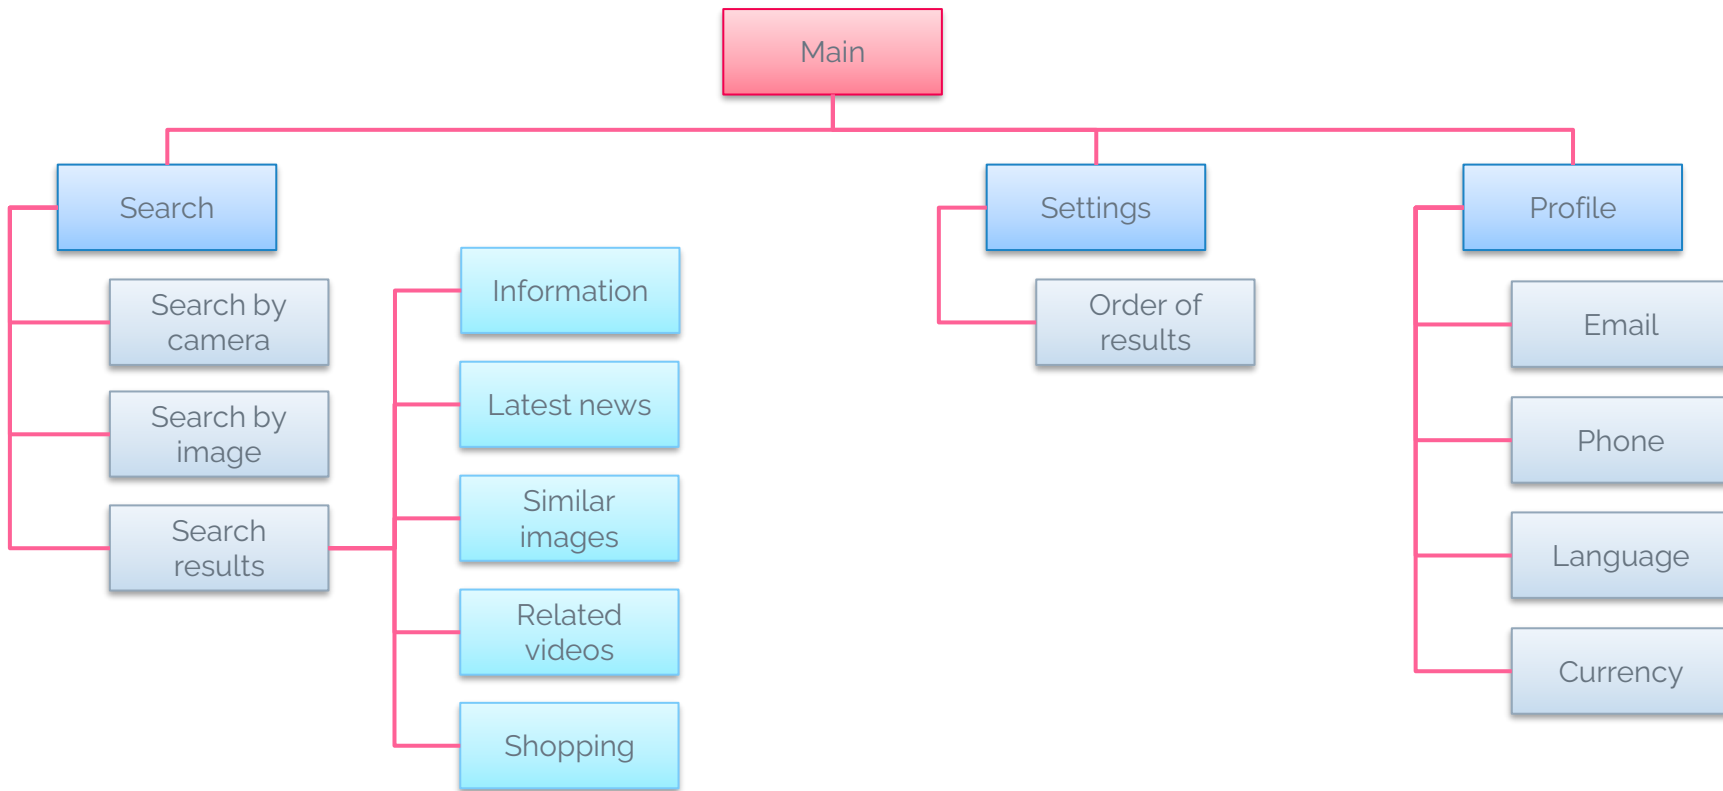 Main
Search
Search by
camera
Search by
image
Search
results
Information
Latest news
Similar
images
Related
videos
Shopping
Settings
Order of
results
Profile
Email
Phone
Language
Currency